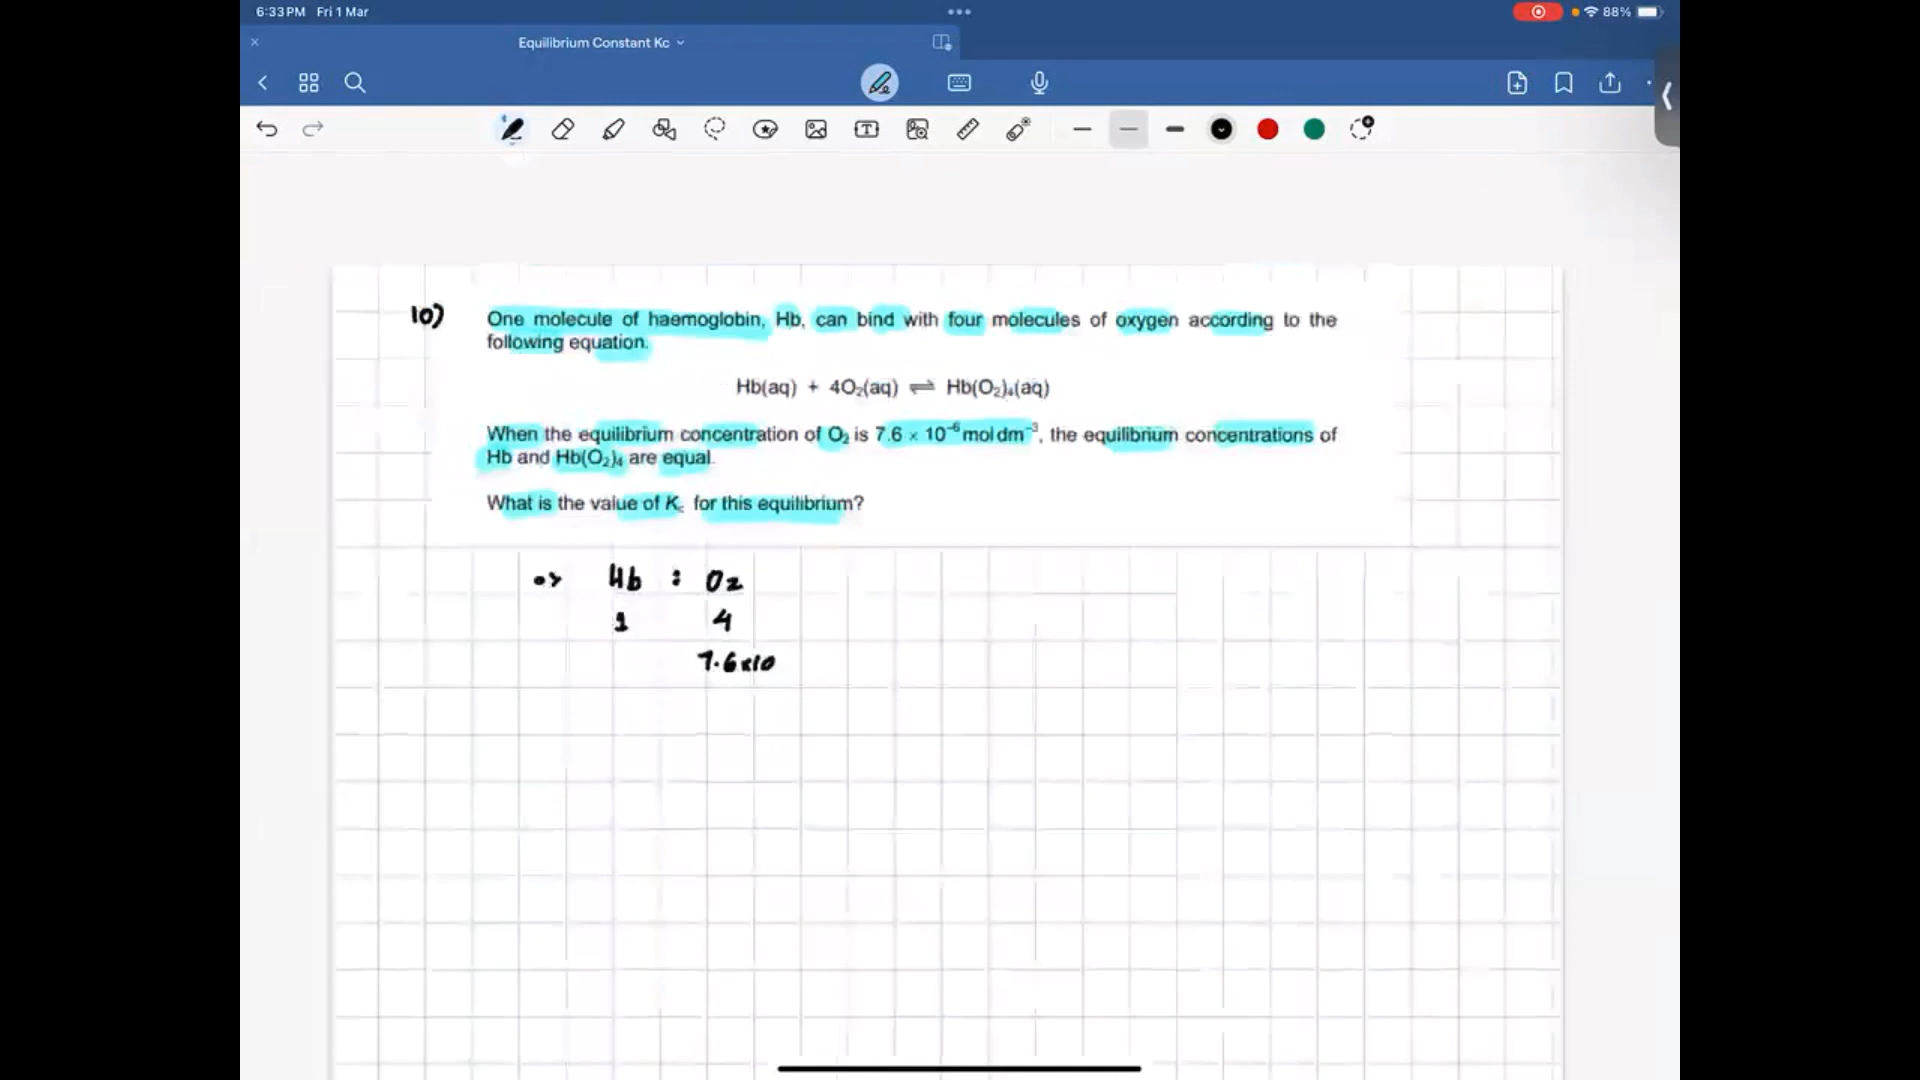 6:33PM Fri 1 Mar
88%
Equilibrium Constant Kc
10) One molecule of haemoglobin, Hb, can bind with four molecules of oxygen according to the
following equation.
Hb(aq) + 4O₂(aq) ⇌ Hb(O₂)₄(aq)
When the equilibrium concentration of O₂ is 7.6 × 10⁻⁶ mol dm⁻³, the equilibrium concentrations of
Hb and Hb(O₂)₄ are equal.
What is the value of K꜀ for this equilibrium?
Hb : O₂
1 4
7.6×10